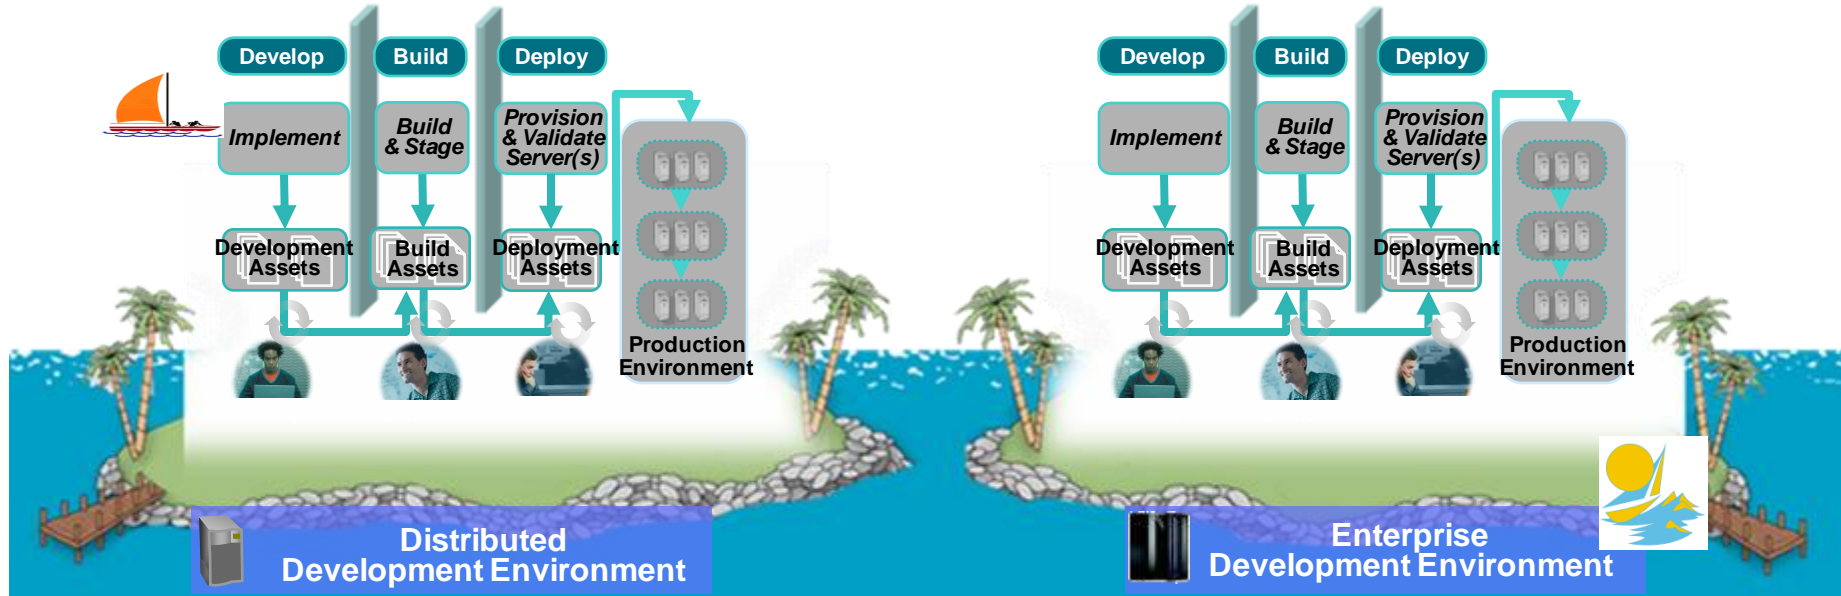 Develop
Build
Deploy
Implement
Build
& Stage
Provision
& Validate
Server(s)
Development
Assets
Build
Assets
Deployment
Assets
Production
Environment
Distributed
Development Environment
Develop
Build
Deploy
Implement
Build
& Stage
Provision
& Validate
Server(s)
Development
Assets
Build
Assets
Deployment
Assets
Production
Environment
Enterprise
Development Environment